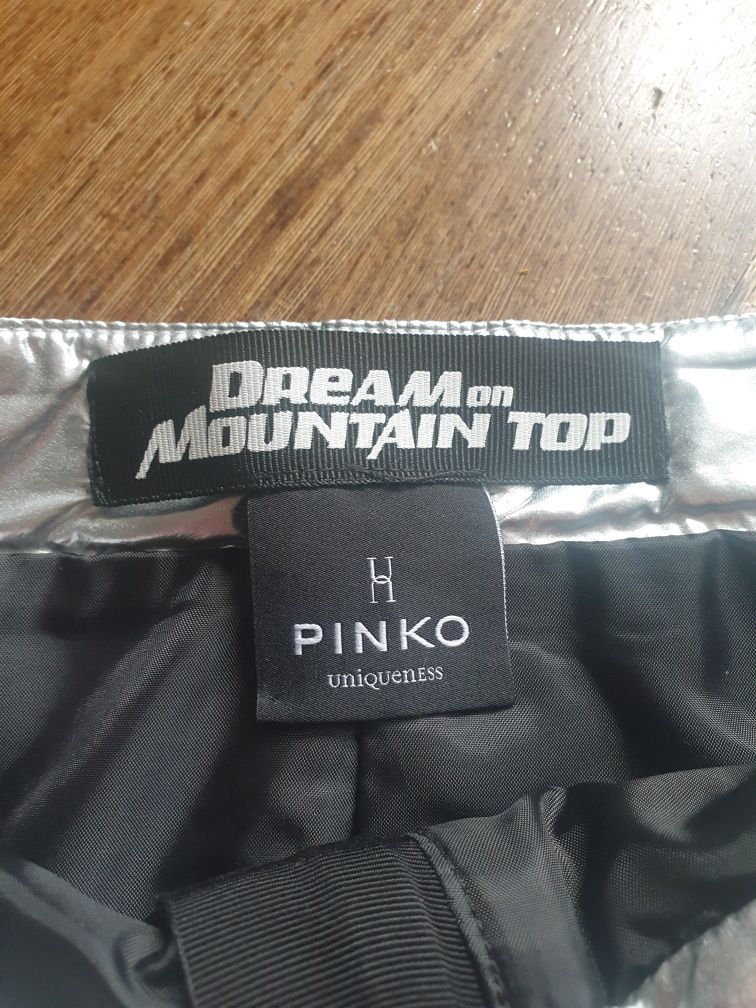 DREAM on
MOUNTAIN TOP
PINKO
uniqueness